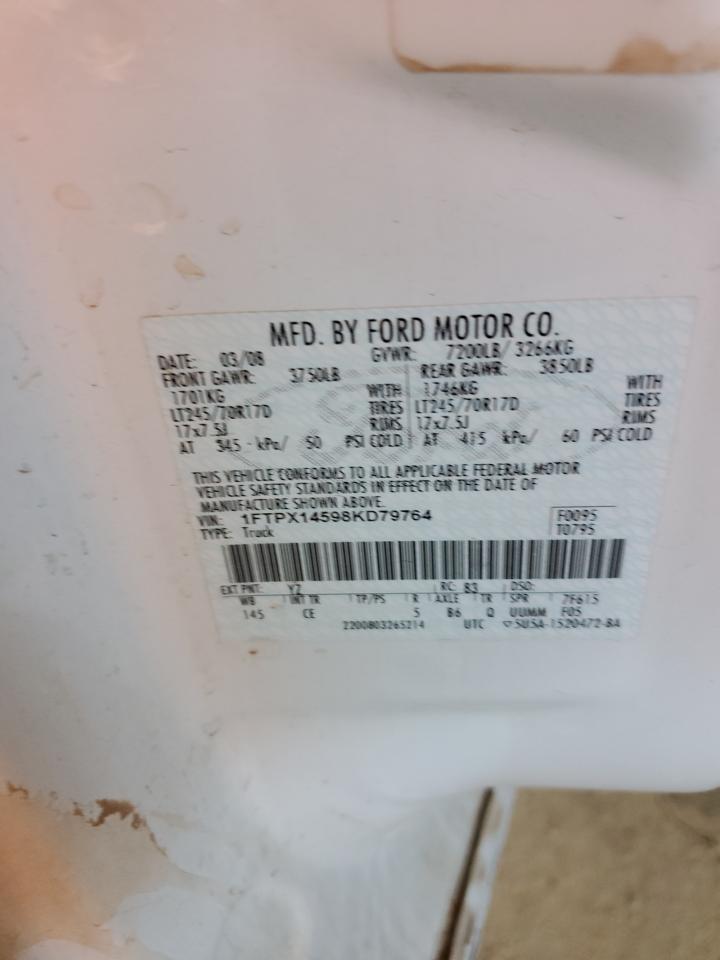 MFD. BY FORD MOTOR CO.
DATE: 03/08 GVWR: 7200LB/ 3266KG
FRONT GAWR: 3750LB REAR GAWR: 3850LB
1701KG WITH 1746KG WITH
LT245/70R17D TIRES LT245/70R17D TIRES
17x7.5J RIMS 17x7.5J RIMS
AT 345 kPa/ 50 PSI COLD AT 415 kPa/ 60 PSI COLD
THIS VEHICLE CONFORMS TO ALL APPLICABLE FEDERAL MOTOR
VEHICLE SAFETY STANDARDS IN EFFECT ON THE DATE OF
MANUFACTURE SHOWN ABOVE.
VIN: 1FTPX14598KD79764 F0095
TYPE: Truck T0795
EXT PNT: YZ RC: 83 DSO:
WB INT TR TP/PS R AXLE TR SPR 7F615
145 CE 5 B6 Q UUMM F05
2200803265214 UTC 5U5A-1520472-BA